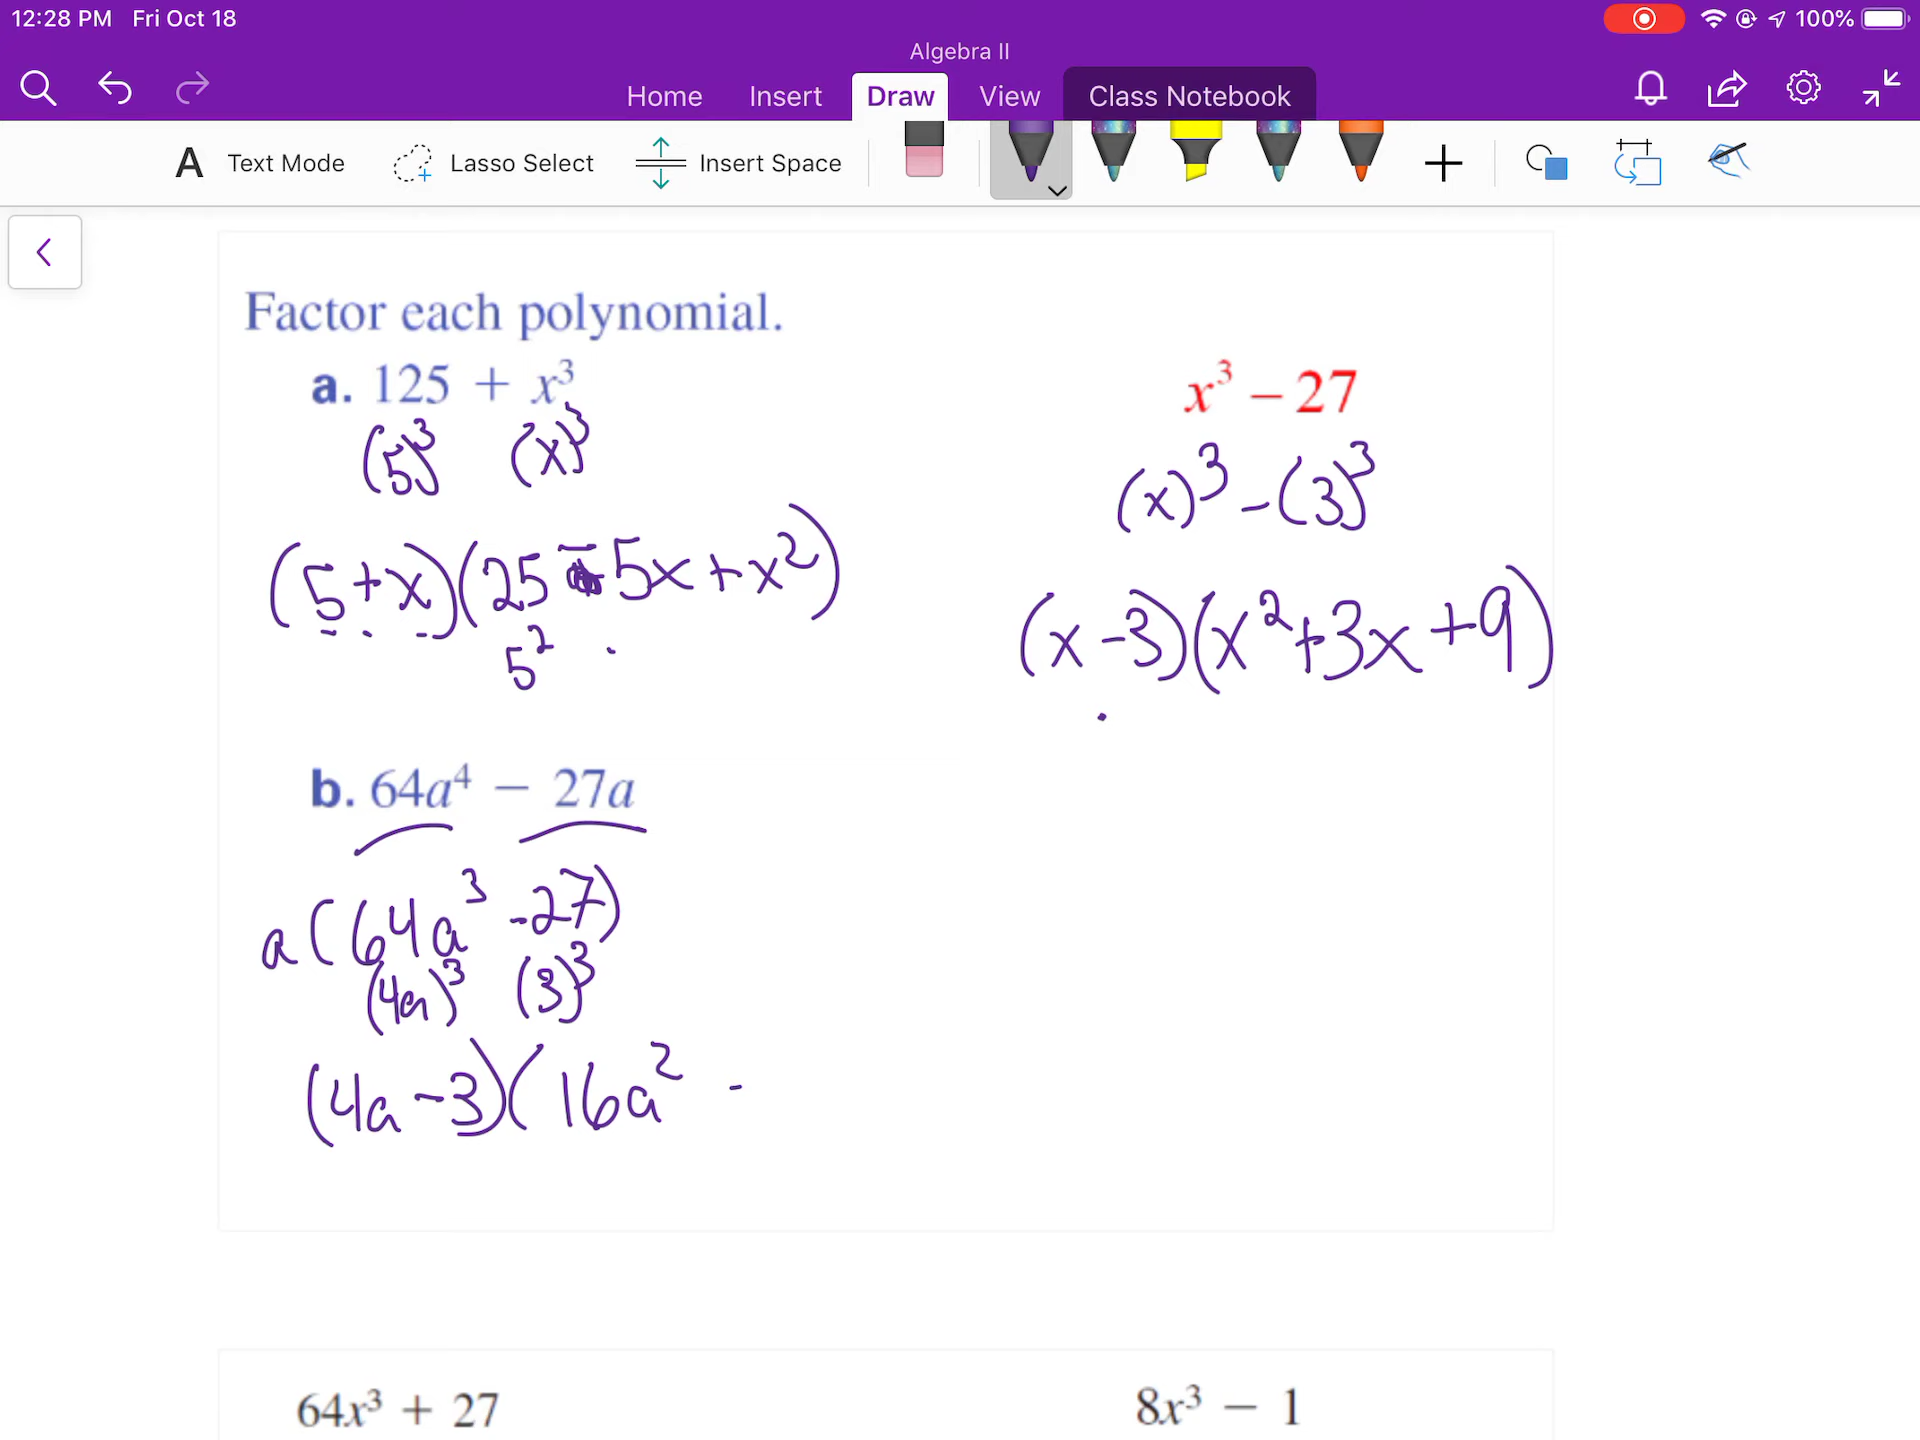 12:28 PM Fri Oct 18 100%
Algebra II
Home Insert Draw View Class Notebook
A Text Mode Lasso Select Insert Space
Factor each polynomial.
a. 125 + x³
(5)³ (x)³
(5+x)(25 - 5x + x²)
5² .
x³ − 27
(x)³ - (3)³
(x - 3)(x² + 3x + 9)
b. 64a⁴ − 27a
a(64a³ - 27)
(4a)³ (3)³
(4a - 3)(16a² -
64x³ + 27
8x³ − 1